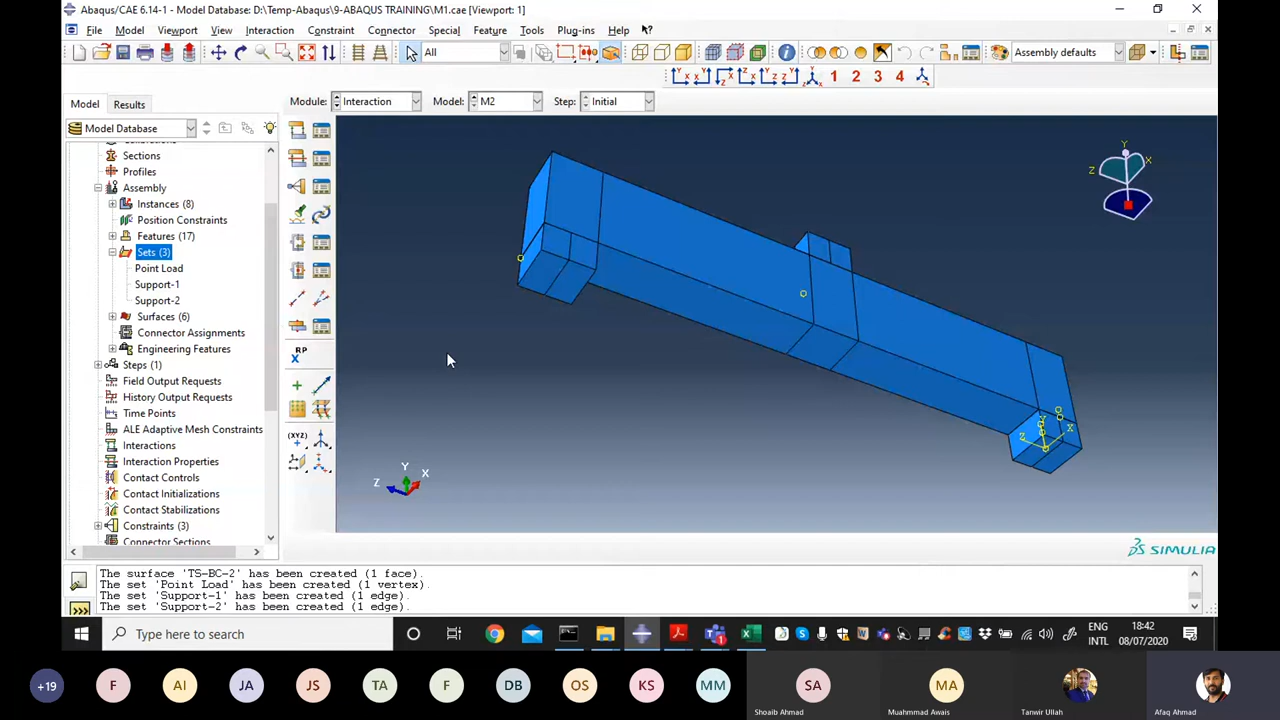 Abaqus/CAE 6.14-1 - Model Database: D:\Temp-Abaqus\9-ABAQUS TRAINING\M1.cae [Viewport: 1]
File Model Viewport View Interaction Constraint Connector Special Feature Tools Plug-ins Help
All
Assembly defaults
1 2 3 4
Model Results
Module: Interaction Model: M2 Step: Initial
Model Database
Sections
Profiles
Assembly
Instances (8)
Position Constraints
Features (17)
Sets (3)
Point Load
Support-1
Support-2
Surfaces (6)
Connector Assignments
Engineering Features
Steps (1)
Field Output Requests
History Output Requests
Time Points
ALE Adaptive Mesh Constraints
Interactions
Interaction Properties
Contact Controls
Contact Initializations
Contact Stabilizations
Constraints (3)
Connector Sections
RP
(XYZ)
Y
Z X
Y
X
Z
Y
X
Z
SIMULIA
The surface 'TS-BC-2' has been created (1 face).
The set 'Point Load' has been created (1 vertex).
The set 'Support-1' has been created (1 edge).
The set 'Support-2' has been created (1 edge).
>>>
Type here to search
ENG
INTL
18:42
08/07/2020
+19 F AI JA JS TA F DB OS KS MM SA MA
Shoaib Ahmad Muahmmad Awais Tanwir Ullah Afaq Ahmad